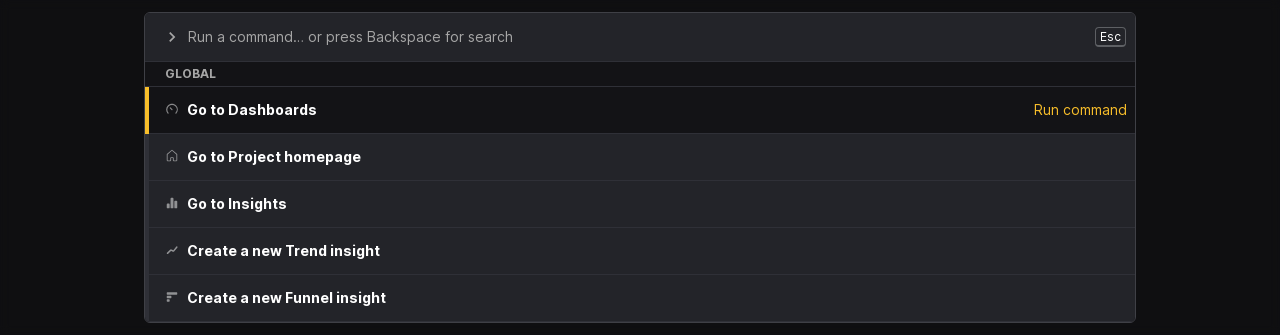 Run a command… or press Backspace for search
Esc
GLOBAL
Go to Dashboards
Run command
Go to Project homepage
Go to Insights
Create a new Trend insight
Create a new Funnel insight